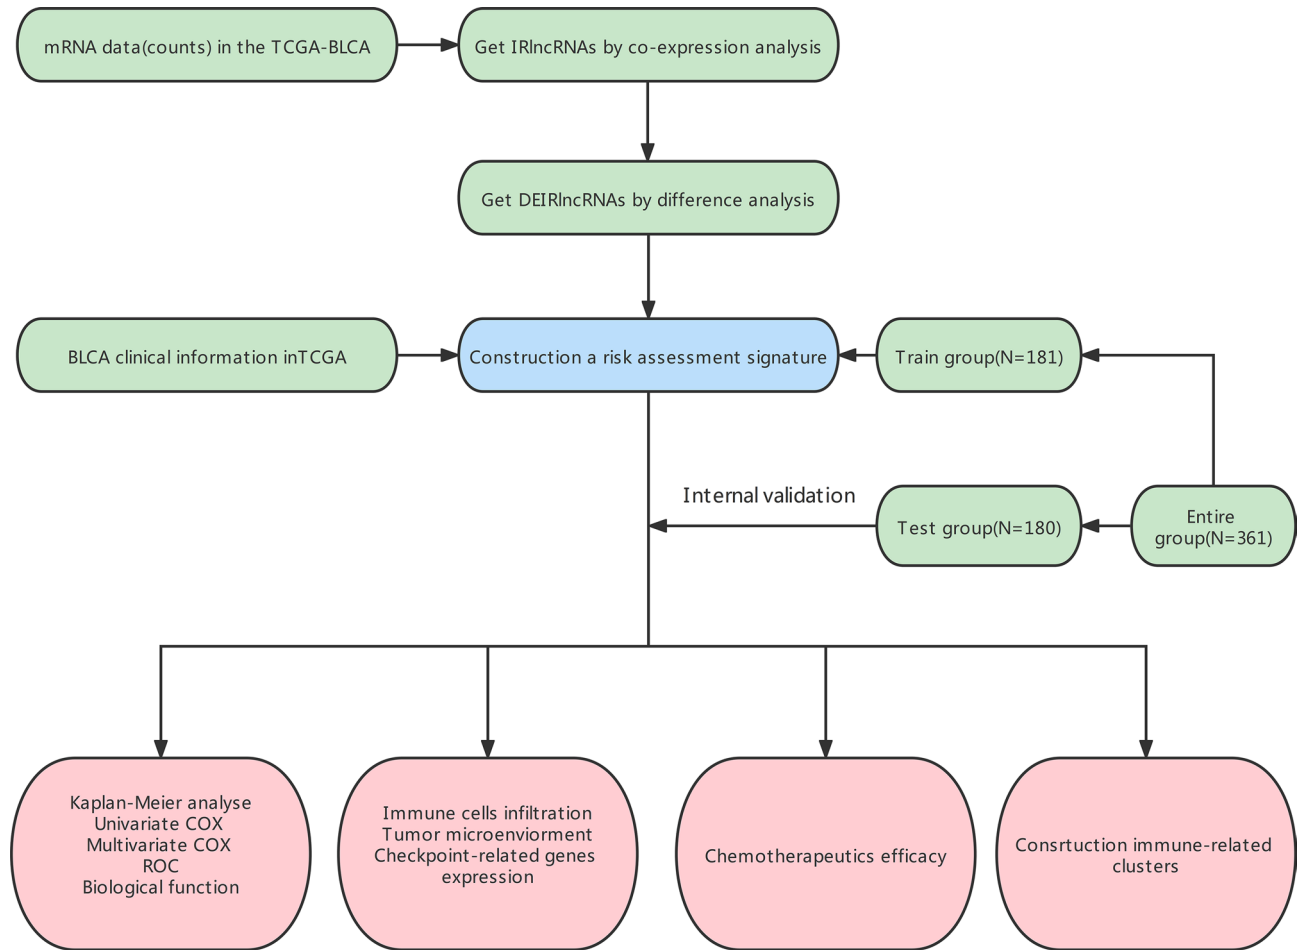 mRNA data(counts) in the TCGA-BLCA
Get IRlncRNAs by co-expression analysis
Get DEIRlncRNAs by difference analysis
BLCA clinical information inTCGA
Construction a risk assessment signature
Train group(N=181)
Internal validation
Test group(N=180)
Entire
group(N=361)
Kaplan-Meier analyse
Univariate COX
Multivariate COX
ROC
Biological function
Immune cells infiltration
Tumor microenviorment
Checkpoint-related genes
expression
Chemotherapeutics efficacy
Consrtuction immune-related
clusters